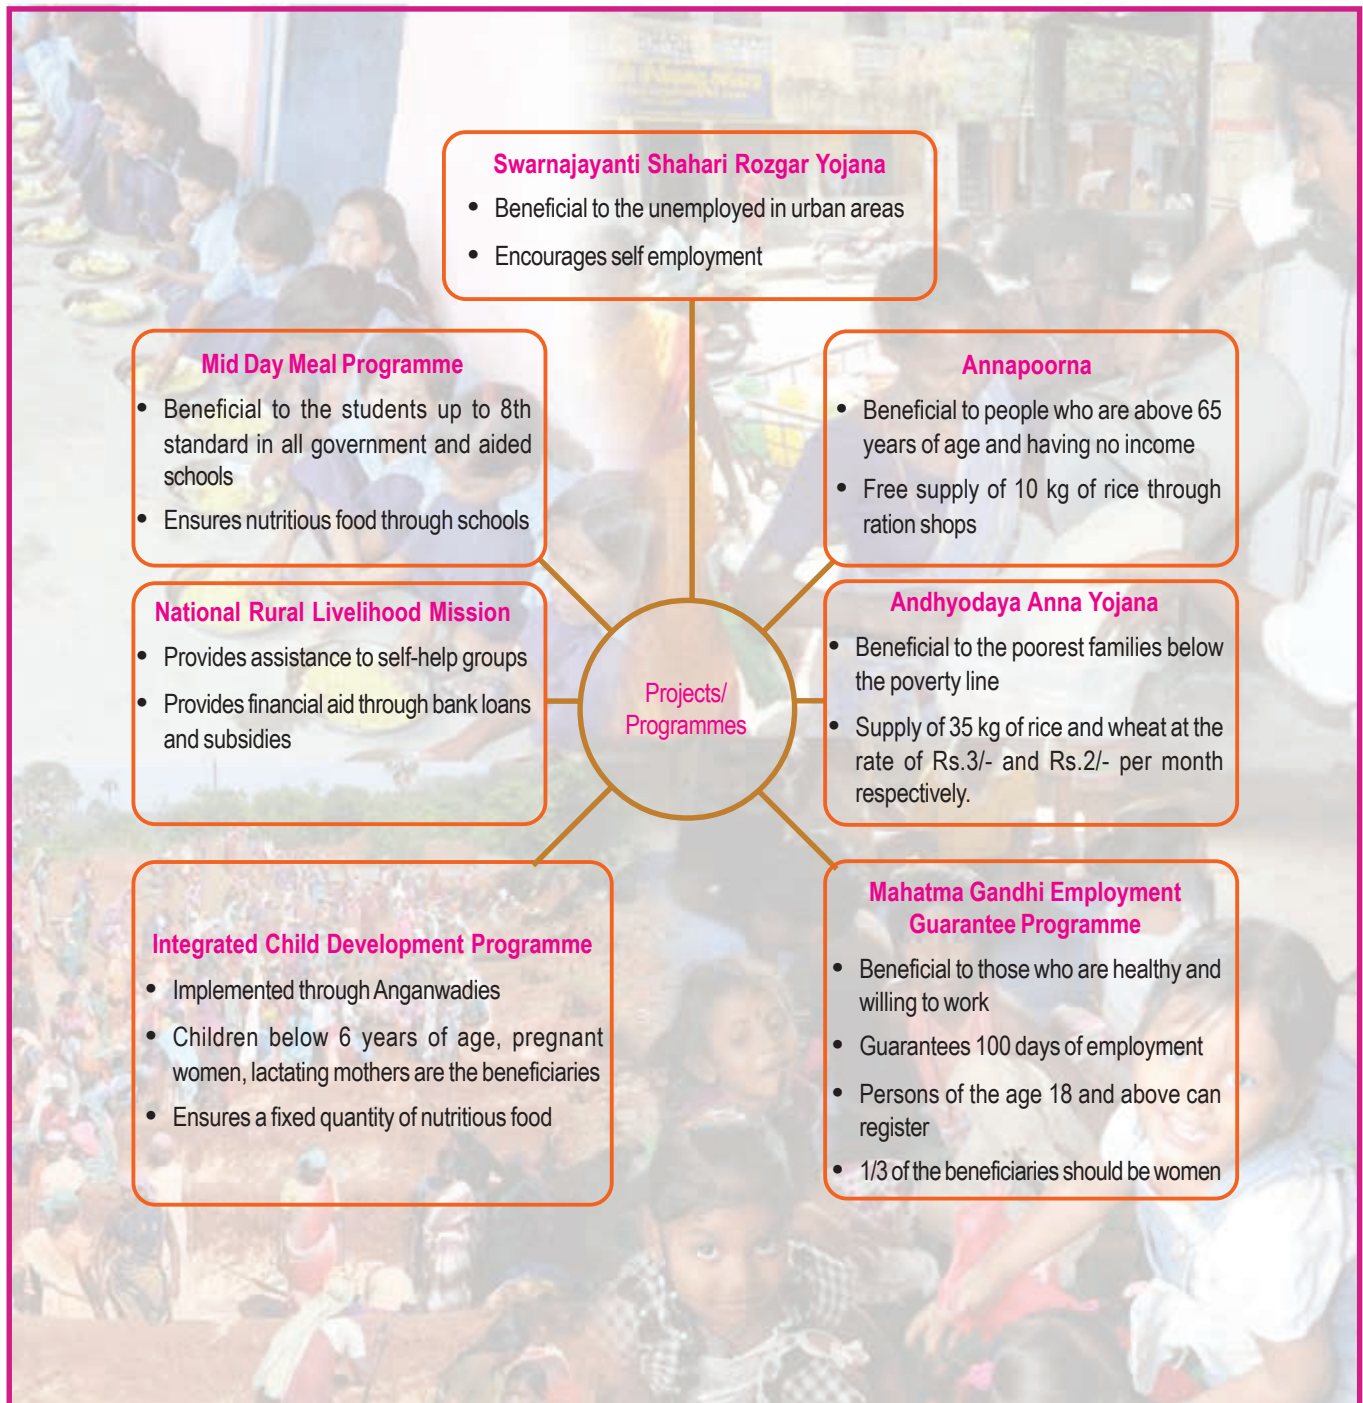 Swarnajayanti Shahari Rozgar Yojana
• Beneficial to the unemployed in urban areas
• Encourages self employment
Mid Day Meal Programme
• Beneficial to the students up to 8th
standard in all government and aided
schools
• Ensures nutritious food through schools
Annapoorna
• Beneficial to people who are above 65
years of age and having no income
• Free supply of 10 kg of rice through
ration shops
National Rural Livelihood Mission
• Provides assistance to self-help groups
• Provides financial aid through bank loans
and subsidies
Projects/
Programmes
Andhyodaya Anna Yojana
• Beneficial to the poorest families below
the poverty line
• Supply of 35 kg of rice and wheat at the
rate of Rs.3/- and Rs.2/- per month
respectively.
Integrated Child Development Programme
• Implemented through Anganwadies
• Children below 6 years of age, pregnant
women, lactating mothers are the beneficiaries
• Ensures a fixed quantity of nutritious food
Mahatma Gandhi Employment
Guarantee Programme
• Beneficial to those who are healthy and
willing to work
• Guarantees 100 days of employment
• Persons of the age 18 and above can
register
• 1/3 of the beneficiaries should be women